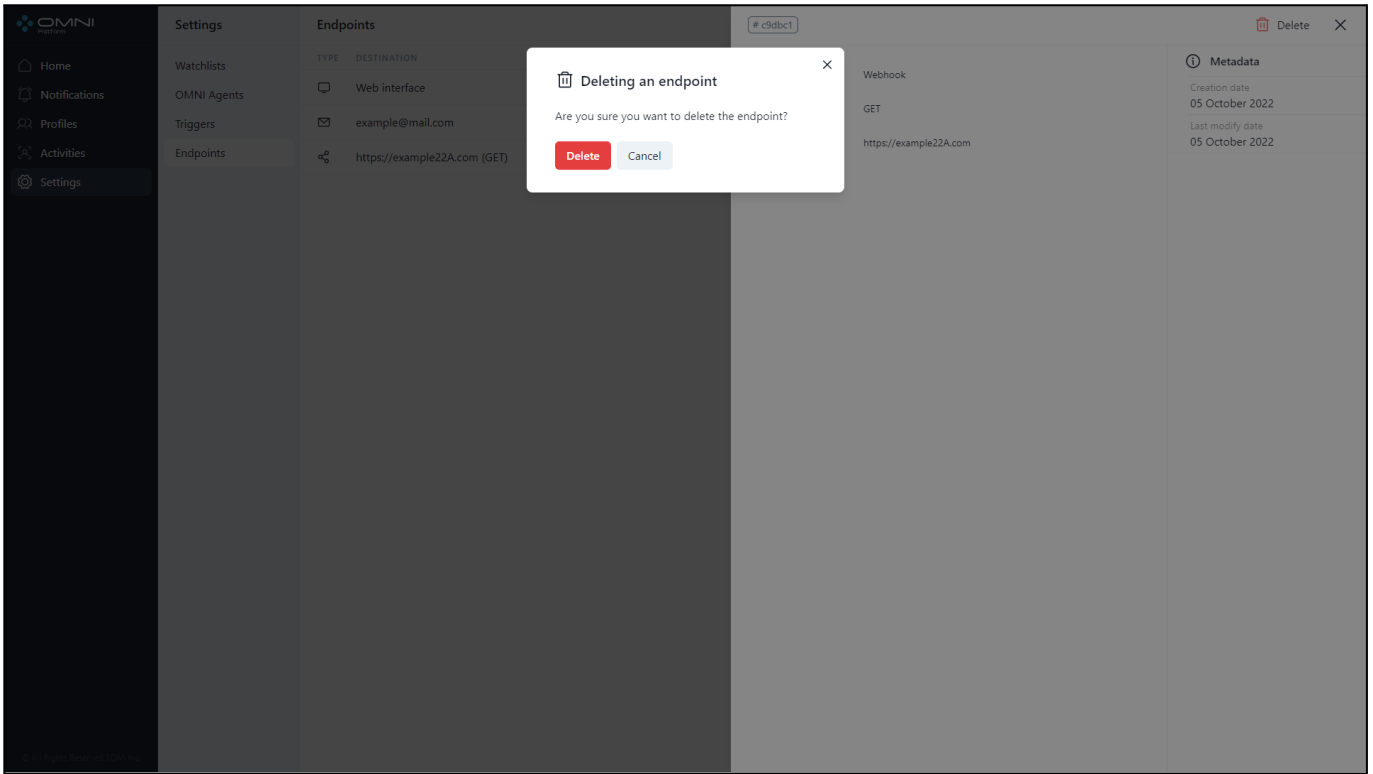 OMNI
Platform
Home
Notifications
Profiles
Activities
Settings
Settings
Watchlists
OMNI Agents
Triggers
Endpoints
Endpoints
TYPE DESTINATION
Web interface
example@mail.com
https://example22A.com (GET)
Deleting an endpoint
Are you sure you want to delete the endpoint?
Delete Cancel
# c9dbc1
Delete
Webhook
GET
https://example22A.com
Metadata
Creation date
05 October 2022
Last modify date
05 October 2022